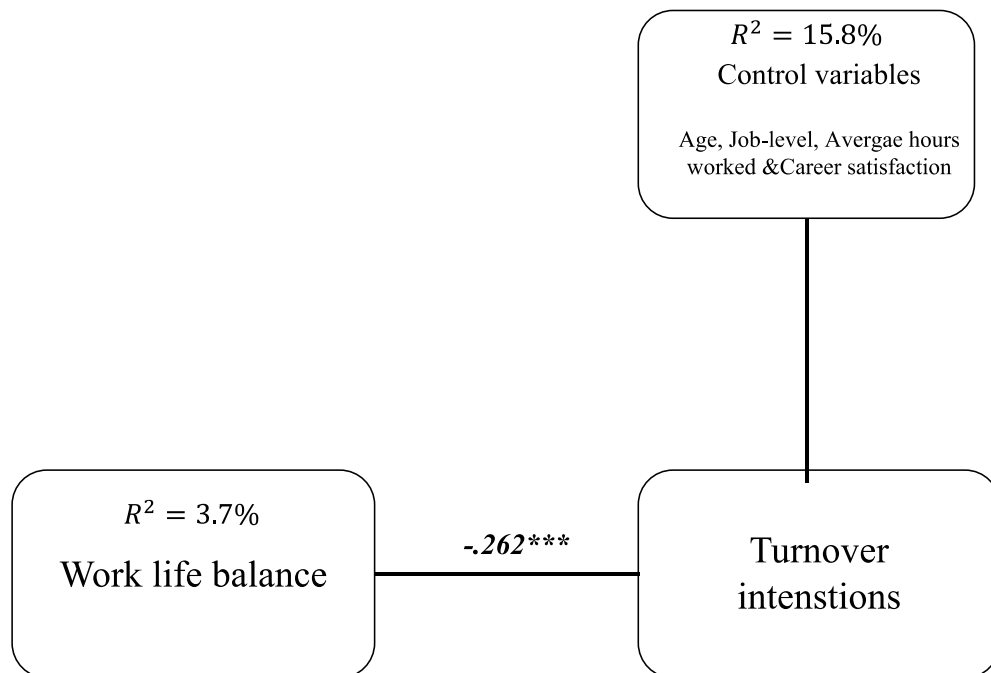 R² = 15.8%
Control variables
Age, Job-level, Avergae hours
worked &Career satisfaction
R² = 3.7%
Work life balance
-.262***
Turnover
intenstions